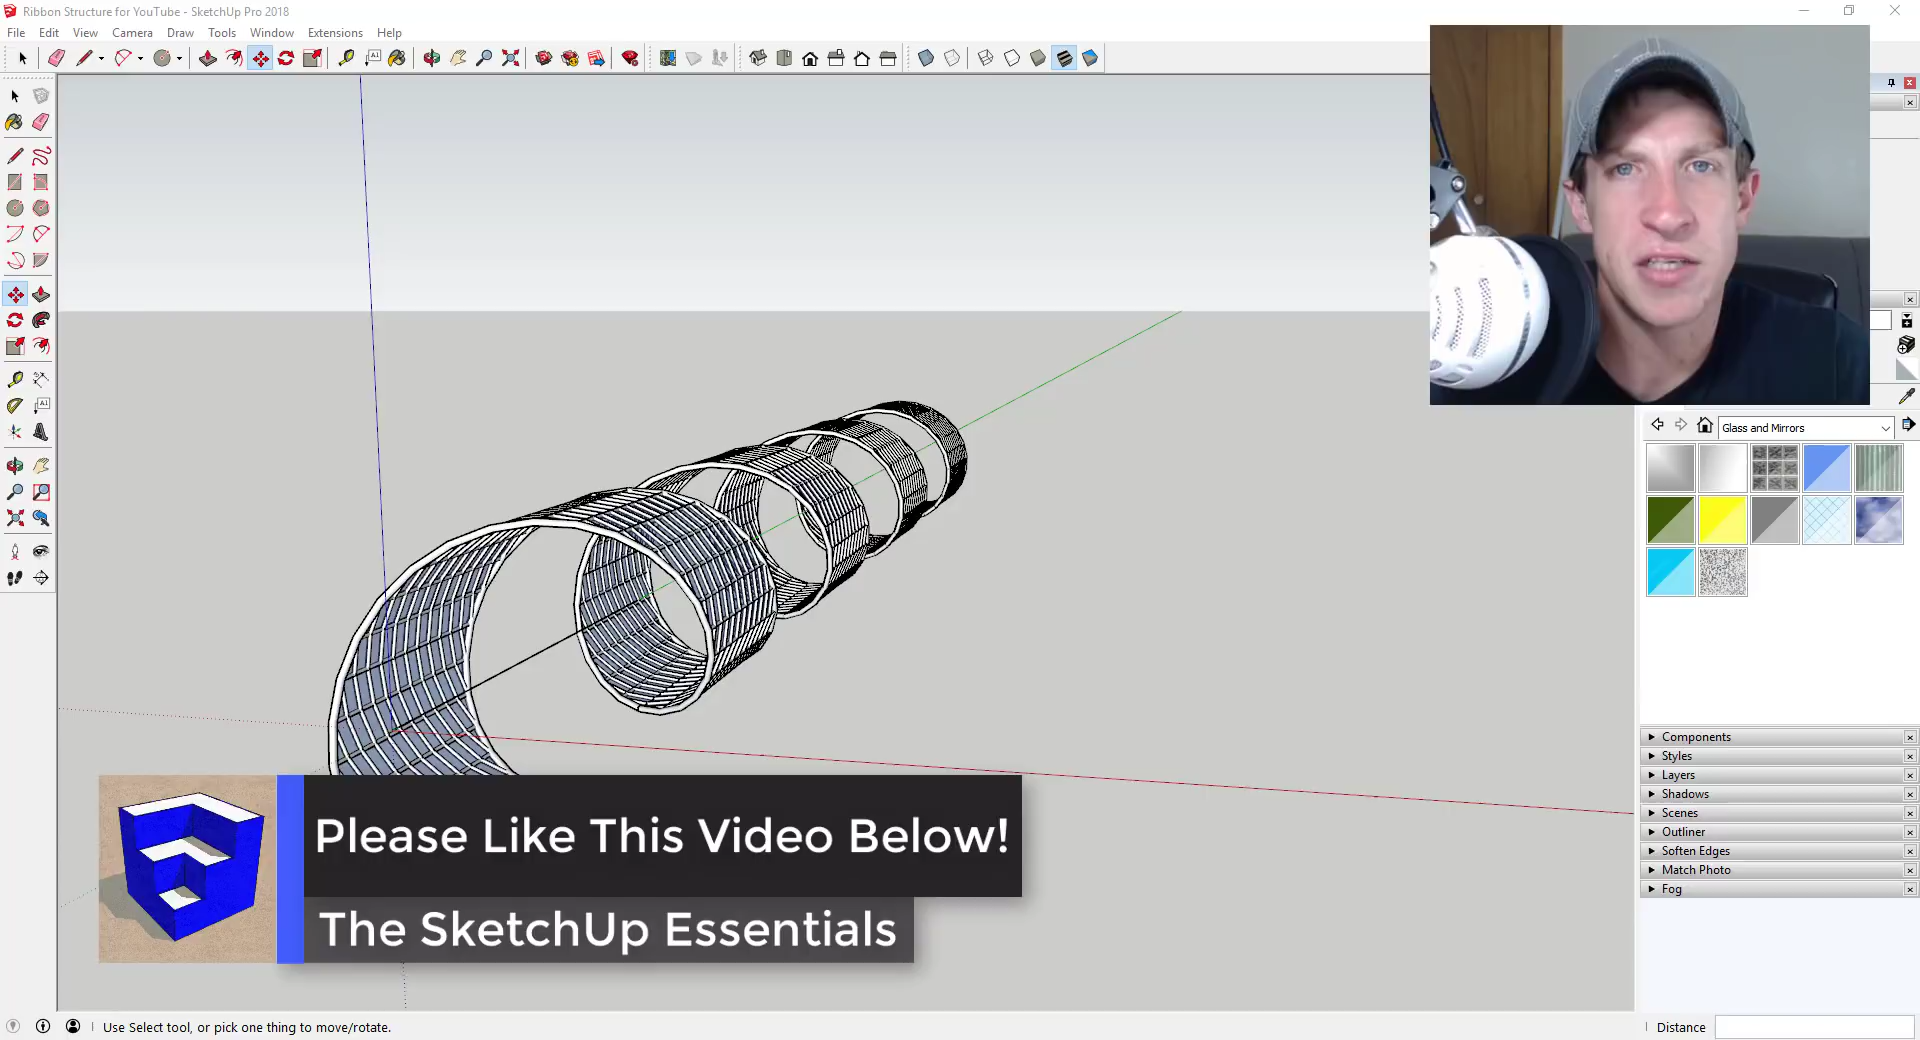 Ribbon Structure for YouTube - SketchUp Pro 2018
File Edit View Camera Draw Tools Window Extensions Help
A1
A1
Glass and Mirrors
Components
Styles
Layers
Shadows
Scenes
Outliner
Soften Edges
Match Photo
Fog
Please Like This Video Below!
The SketchUp Essentials
Use Select tool, or pick one thing to move/rotate.
Distance